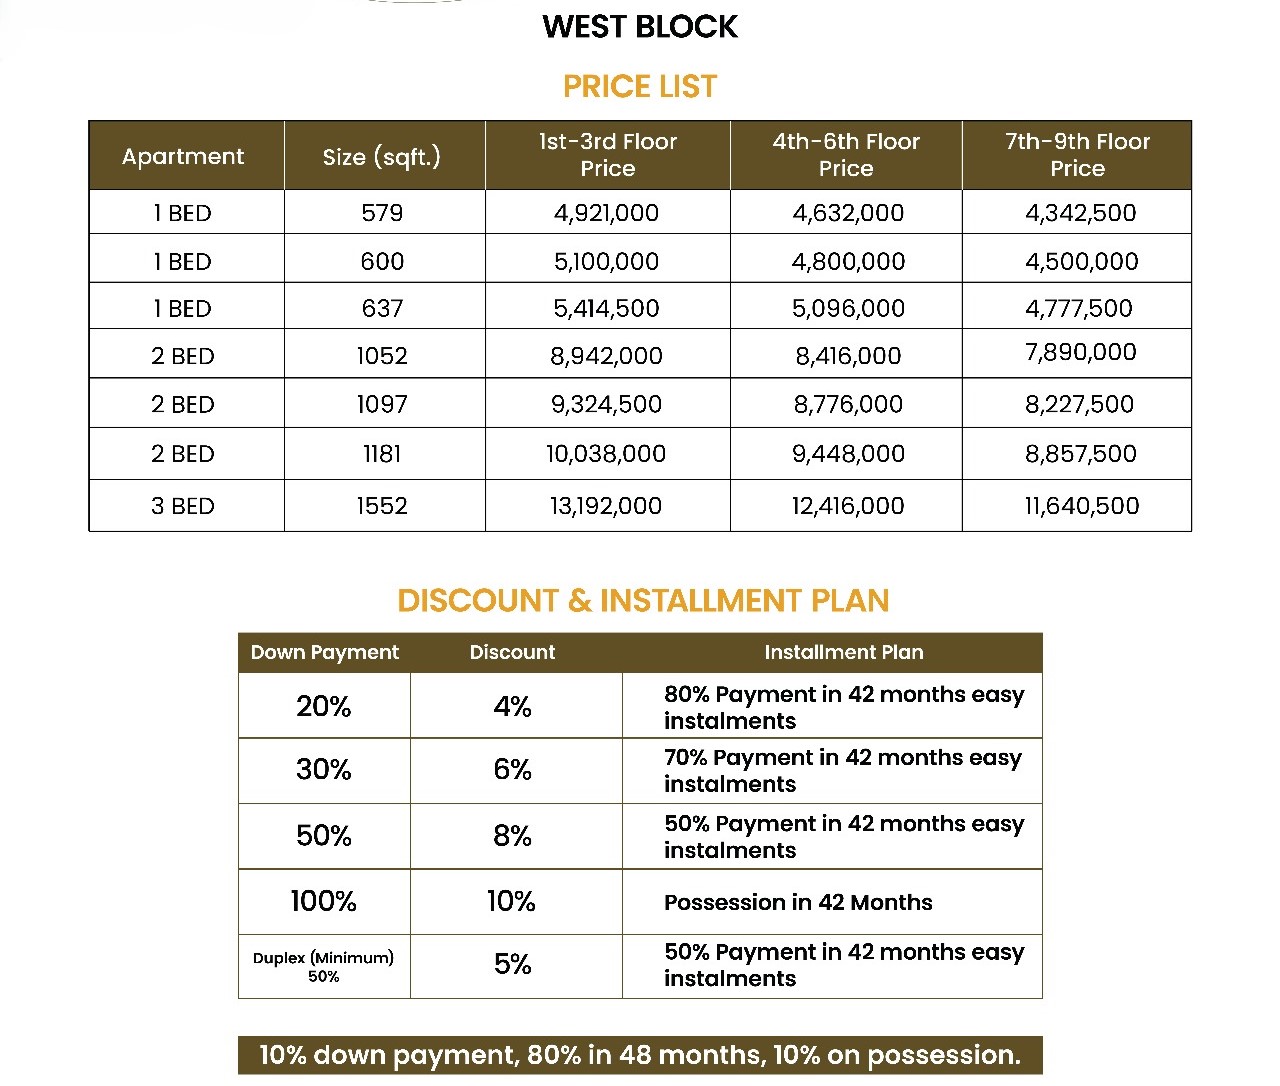 WEST BLOCK
PRICE LIST
Apartment Size (sqft.) 1st-3rd Floor Price 4th-6th Floor Price 7th-9th Floor Price
1 BED 579 4,921,000 4,632,000 4,342,500
1 BED 600 5,100,000 4,800,000 4,500,000
1 BED 637 5,414,500 5,096,000 4,777,500
2 BED 1052 8,942,000 8,416,000 7,890,000
2 BED 1097 9,324,500 8,776,000 8,227,500
2 BED 1181 10,038,000 9,448,000 8,857,500
3 BED 1552 13,192,000 12,416,000 11,640,500
DISCOUNT & INSTALLMENT PLAN
Down Payment Discount Installment Plan
20% 4% 80% Payment in 42 months easy
instalments
30% 6% 70% Payment in 42 months easy
instalments
50% 8% 50% Payment in 42 months easy
instalments
100% 10% Possession in 42 Months
Duplex (Minimum)
50% 5% 50% Payment in 42 months easy
instalments
10% down payment, 80% in 48 months, 10% on possession.